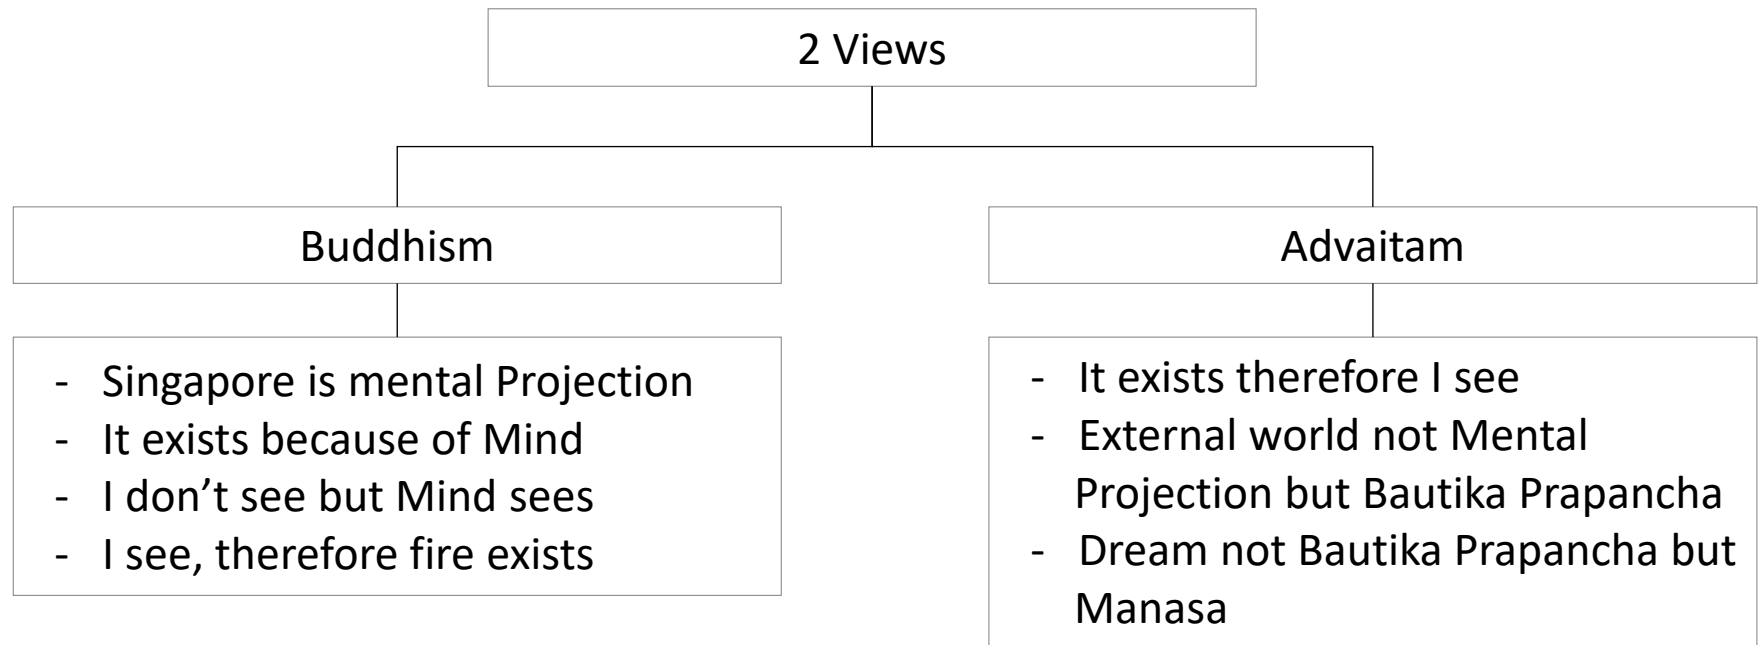 2 Views
Buddhism
- Singapore is mental Projection
- It exists because of Mind
- I don’t see but Mind sees
- I see, therefore fire exists
Advaitam
- It exists therefore I see
- External world not Mental
Projection but Bautika Prapancha
- Dream not Bautika Prapancha but
Manasa